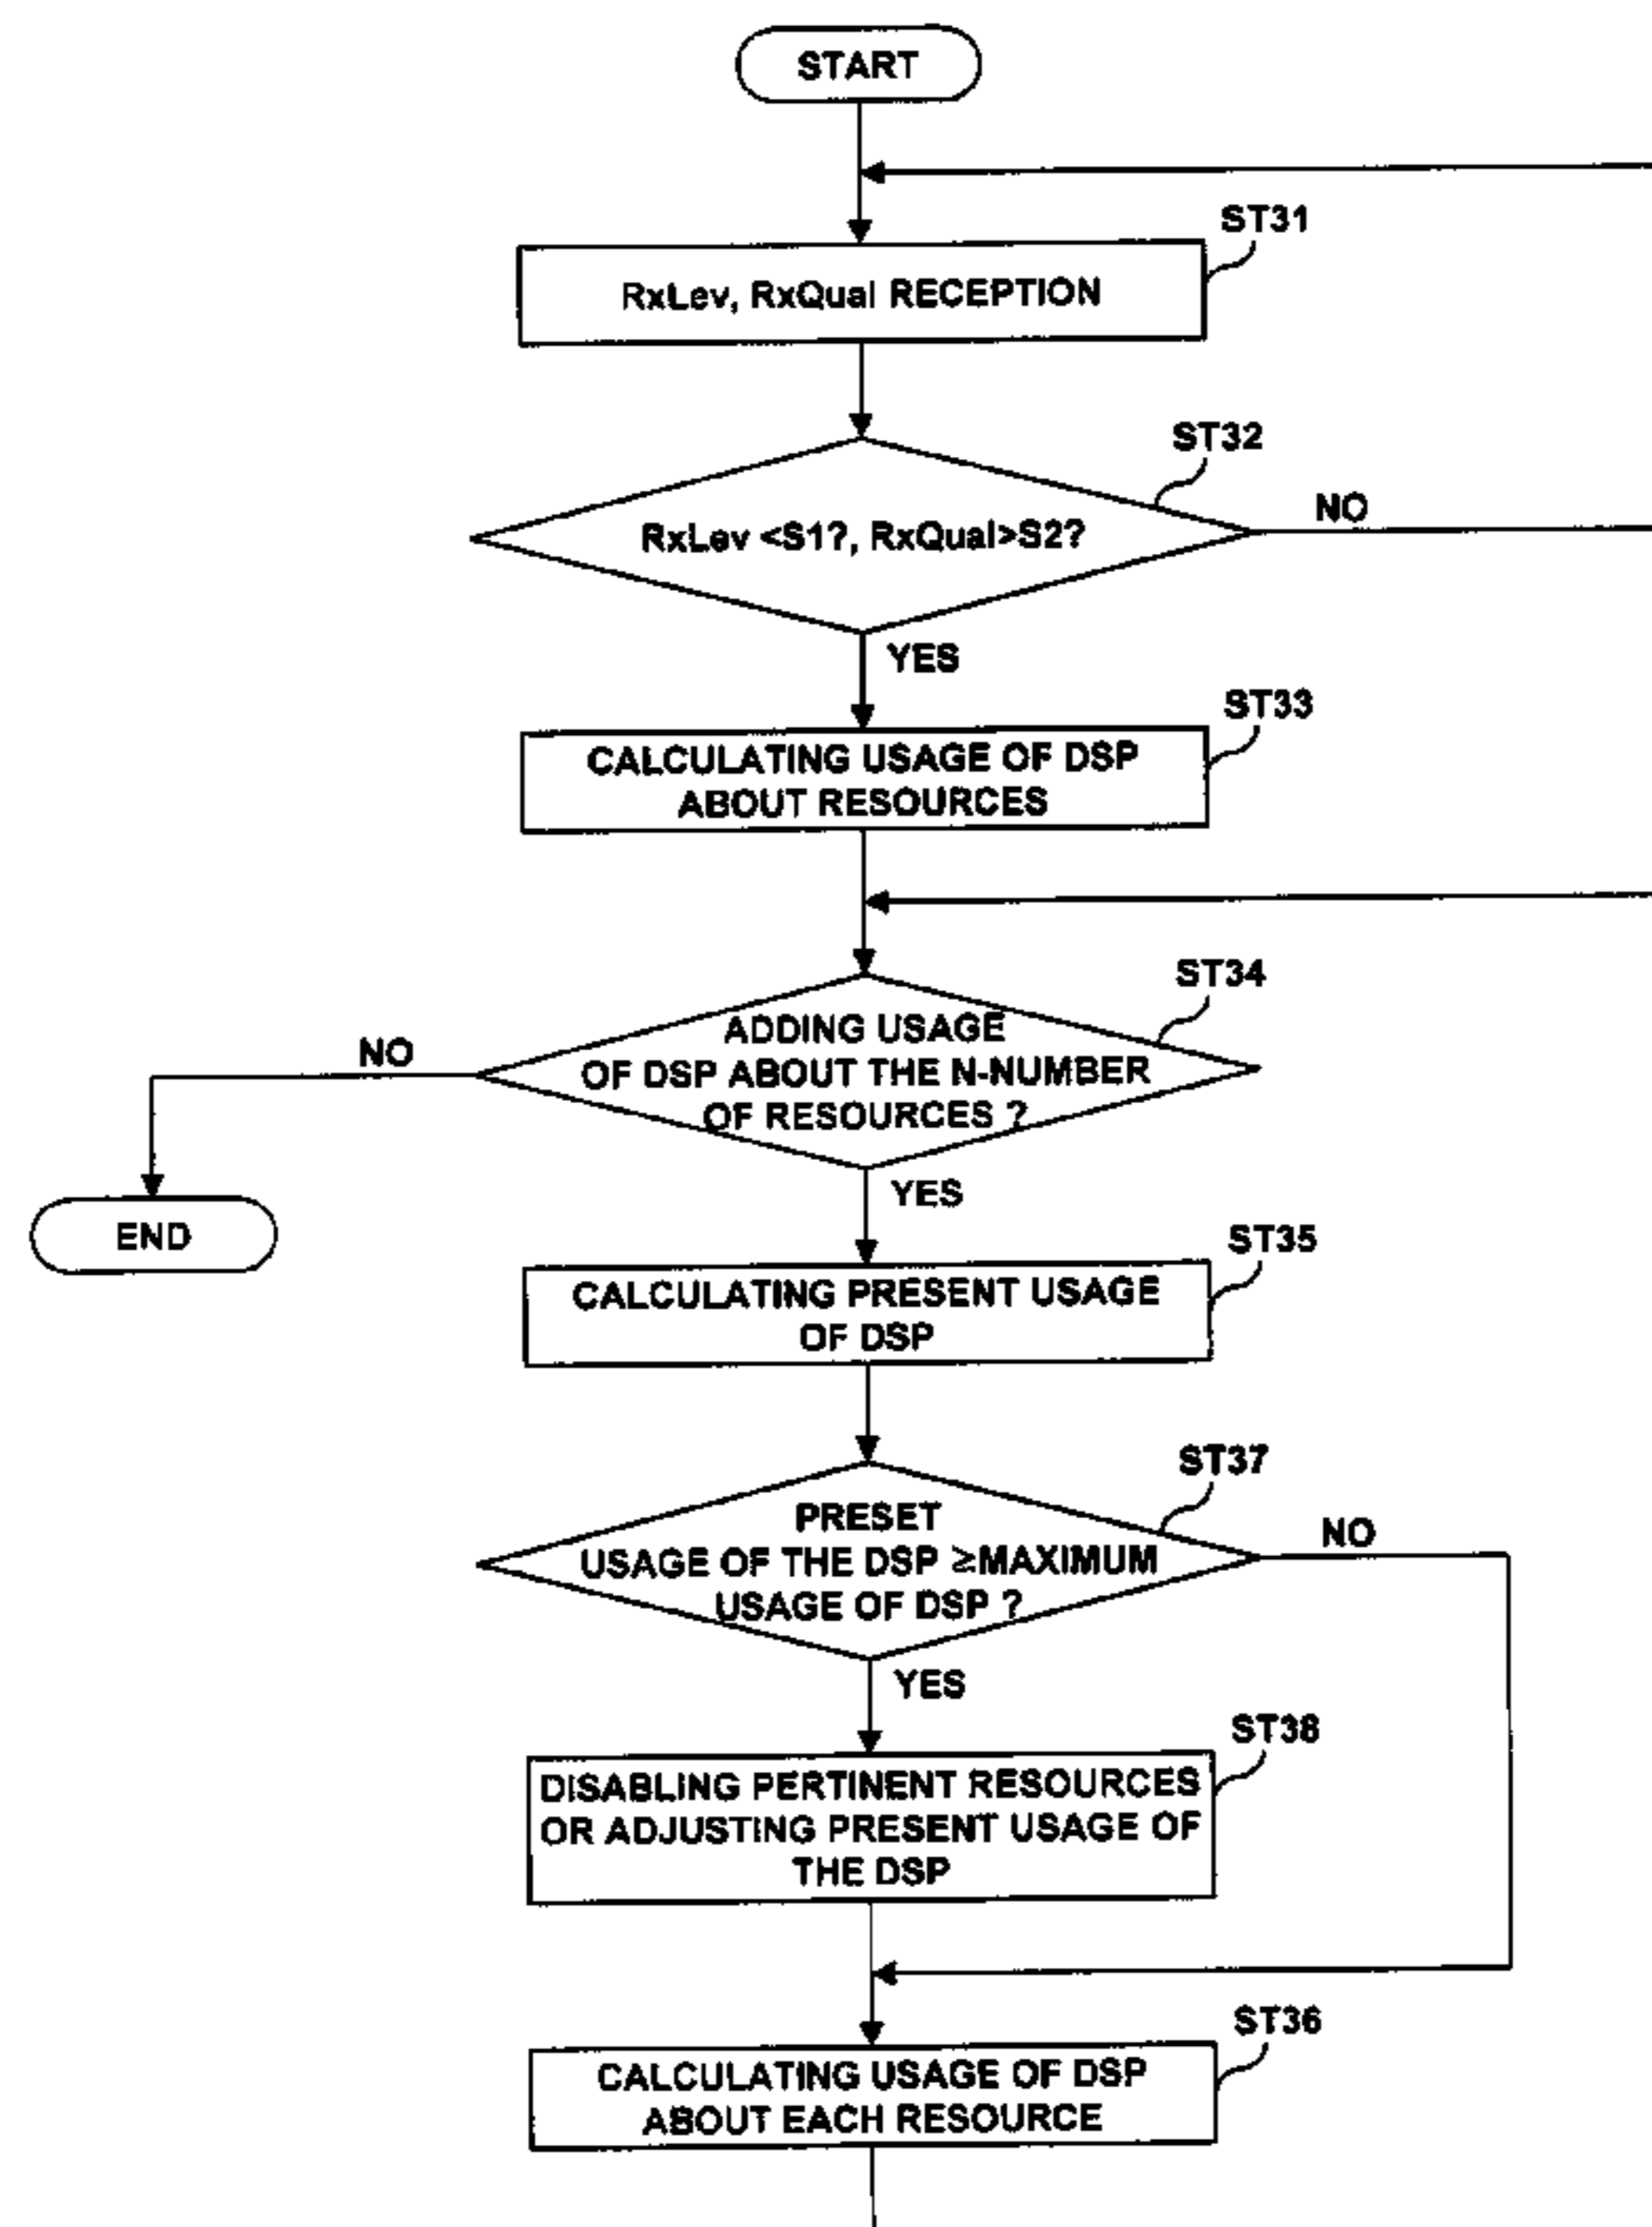 START
ST31
RxLev, RxQual RECEPTION
ST32
RxLev <S1?, RxQual>S2?
NO
YES
ST33
CALCULATING USAGE OF DSP
ABOUT RESOURCES
ST34
ADDING USAGE
OF DSP ABOUT THE N-NUMBER
OF RESOURCES ?
NO
END
YES
ST35
CALCULATING PRESENT USAGE
OF DSP
ST37
PRESET
USAGE OF THE DSP ≥MAXIMUM
USAGE OF DSP ?
NO
YES
ST38
DISABLING PERTINENT RESOURCES
OR ADJUSTING PRESENT USAGE OF
THE DSP
ST36
CALCULATING USAGE OF DSP
ABOUT EACH RESOURCE